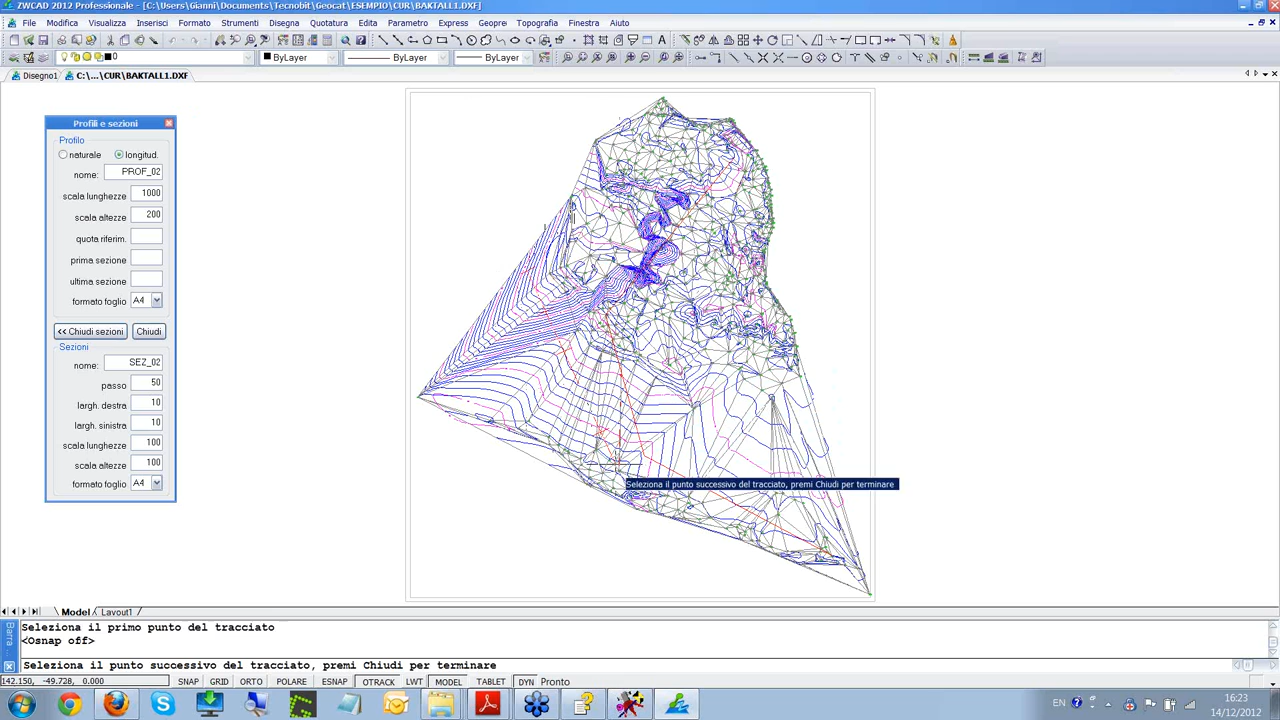 ZWCAD 2012 Professionale - [C:\Users\Gianni\Documents\Tecnobit\Geocat\ESEMPIO\CUR\BAKTALL1.DXF]
File Modifica Visualizza Inserisci Formato Strumenti Disegna Quotatura Edita Parametro Express Geopre Topografia Finestra Aiuto
0 ByLayer ByLayer ByLayer
Disegno1 C:\...\CUR\BAKTALL1.DXF
Profili e sezioni
Profilo
naturale longitud.
nome: PROF_02
scala lunghezze 1000
scala altezze 200
quota riferim.
prima sezione
ultima sezione
formato foglio A4
<< Chiudi sezioni Chiudi
Sezioni
nome: SEZ_02
passo 50
largh. destra 10
largh. sinistra 10
scala lunghezze 100
scala altezze 100
formato foglio A4
Seleziona il punto successivo del tracciato, premi Chiudi per terminare
Model Layout1
Barra
Seleziona il primo punto del tracciato
<Osnap off>
Seleziona il punto successivo del tracciato, premi Chiudi per terminare
142.150, -49.728, 0.000 SNAP GRID ORTO POLARE ESNAP OTRACK LWT MODEL TABLET DYN Pronto
EN 16:23
14/12/2012